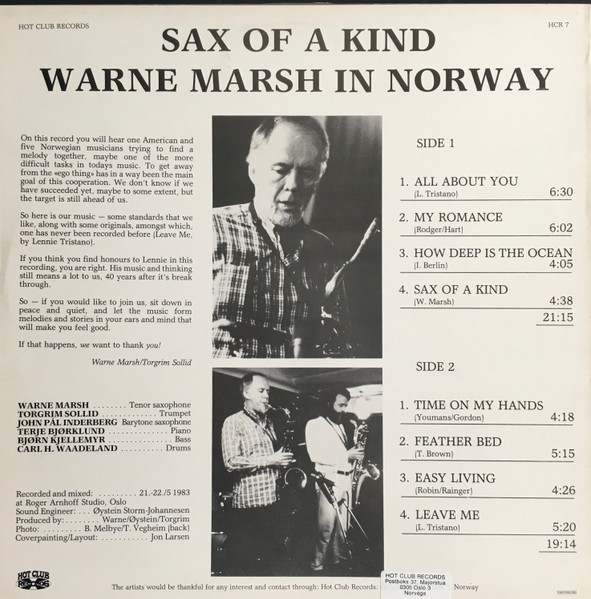 HOT CLUB RECORDS
HCR 7
SAX OF A KIND
WARNE MARSH IN NORWAY
On this record you will hear one American and
five Norwegian musicians trying to find a
melody together, maybe one of the more
difficult tasks in todays music. To get away
from the «ego thing» has in a way been the main
goal of this cooperation. We don't know if we
have succeeded yet, maybe to some extent, but
the target is still ahead of us.
So here is our music — some standards that we
like, along with some originals, amongst which,
one has never been recorded before (Leave Me,
by Lennie Tristano).
If you think you find honours to Lennie in this
recording, you are right. His music and thinking
still means a lot to us, 40 years after it's break
through.
So — if you would like to join us, sit down in
peace and quiet, and let the music form
melodies and stories in your ears and mind that
will make you feel good.
If that happens, we want to thank you!
Warne Marsh/Torgrim Sollid
WARNE MARSH ........ Tenor saxophone
TORGRIM SOLLID ............ Trumpet
JOHN PÅL INDERBERG Barytone saxophone
TERJE BJØRKLUND ............. Piano
BJØRN KJELLEMYR .............. Bass
CARL H. WAADELAND .......... Drums
Recorded and mixed: .......... 21.-22./5 1983
at Roger Arnhoff Studio, Oslo
Sound Engineer: ... Øystein Storm-Johannesen
Produced by: ....... Warne/Øystein/Torgrim
Photo: ........ B. Melbye/T. Vegheim (back)
Coverpainting/Layout: ............ Jon Larsen
SIDE 1
1. ALL ABOUT YOU
(L. Tristano) 6:30
2. MY ROMANCE
(Rodger/Hart) 6:02
3. HOW DEEP IS THE OCEAN
(I. Berlin) 4:05
4. SAX OF A KIND
(W. Marsh) 4:38
21:15
SIDE 2
1. TIME ON MY HANDS
(Youmans/Gordon) 4:18
2. FEATHER BED
(T. Brown) 5:15
3. EASY LIVING
(Robin/Rainger) 4:26
4. LEAVE ME
(L. Tristano) 5:20
19:14
HOT CLUB
RECORDS
The artists would be thankful for any interest and contact through: Hot Club Records: Norway
HOT CLUB RECORDS
Postboks 37, Majorstua
0305 Oslo 3
Norvege